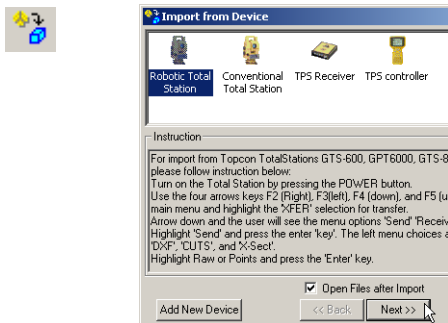 Import from Device
Robotic Total Station
Conventional Total Station
TPS Receiver
TPS controller
Instruction
For import from Topcon TotalStations GTS-600, GPT6000, GTS-8
please follow instruction below:
Turn on the Total Station by pressing the POWER button.
Use the four arrows keys F2 (Right), F3(left), F4 (down), and F5 (u
main menu and highlight the 'XFER' selection for transfer.
Arrow down and the user will see the menu options 'Send' 'Receiv
Highlight 'Send' and press the enter 'key'. The left menu choices a
'DXF', 'CUTS', and 'X-Sect'.
Highlight Raw or Points and press the 'Enter' key.
Open Files after Import
Add New Device
<< Back
Next >>